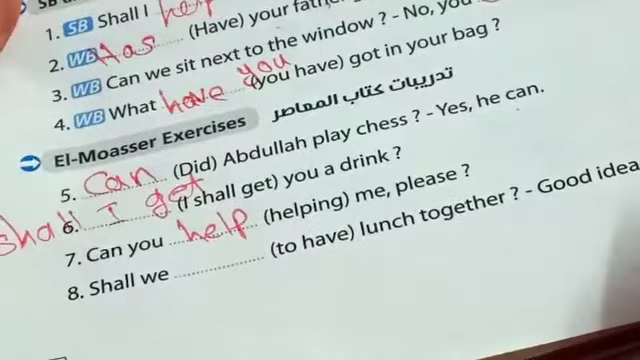 SB
1. SB Shall I help
2. WB Has (Have) your father
3. WB Can we sit next to the window ? - No, you
4. WB What have you (you have) got in your bag ?
El-Moasser Exercises تدريبات كتاب المعاصر
5. Can (Did) Abdullah play chess ? - Yes, he can.
6. Shall I get (I shall get) you a drink ?
7. Can you help (helping) me, please ?
8. Shall we .................... (to have) lunch together ? - Good idea